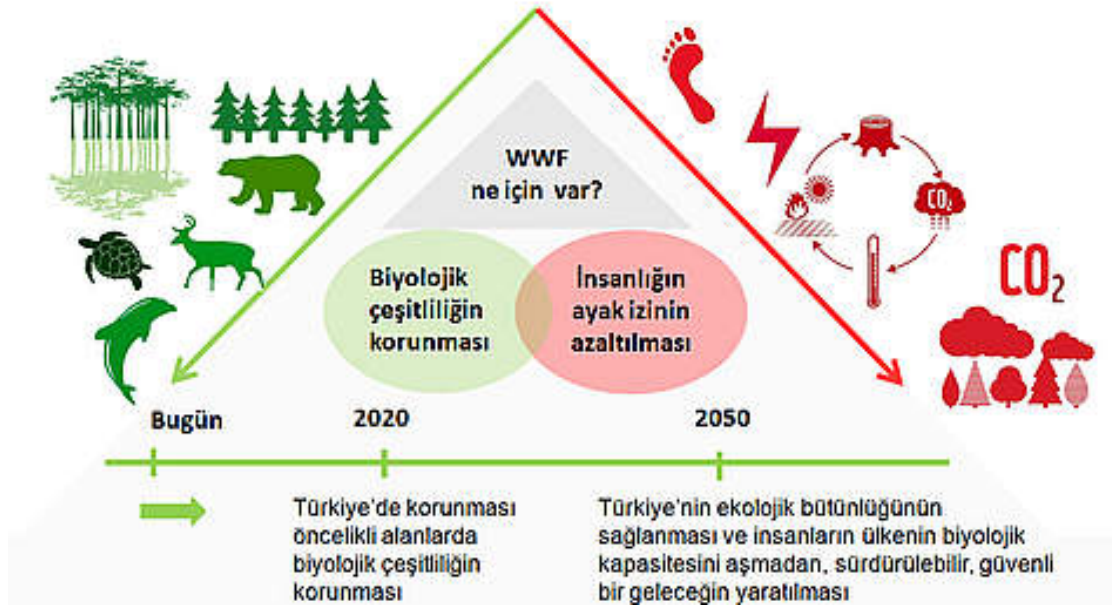 WWF
ne için var?
CO₂
Biyolojik
çeşitliliğin
korunması
İnsanlığın
ayak izinin
azaltılması
CO₂
Bugün
2020
2050
Türkiye'de korunması
öncelikli alanlarda
biyolojik çeşitliliğin
korunması
Türkiye'nin ekolojik bütünlüğünün
sağlanması ve insanların ülkenin biyolojik
kapasitesini aşmadan, sürdürülebilir, güvenli
bir geleceğin yaratılması